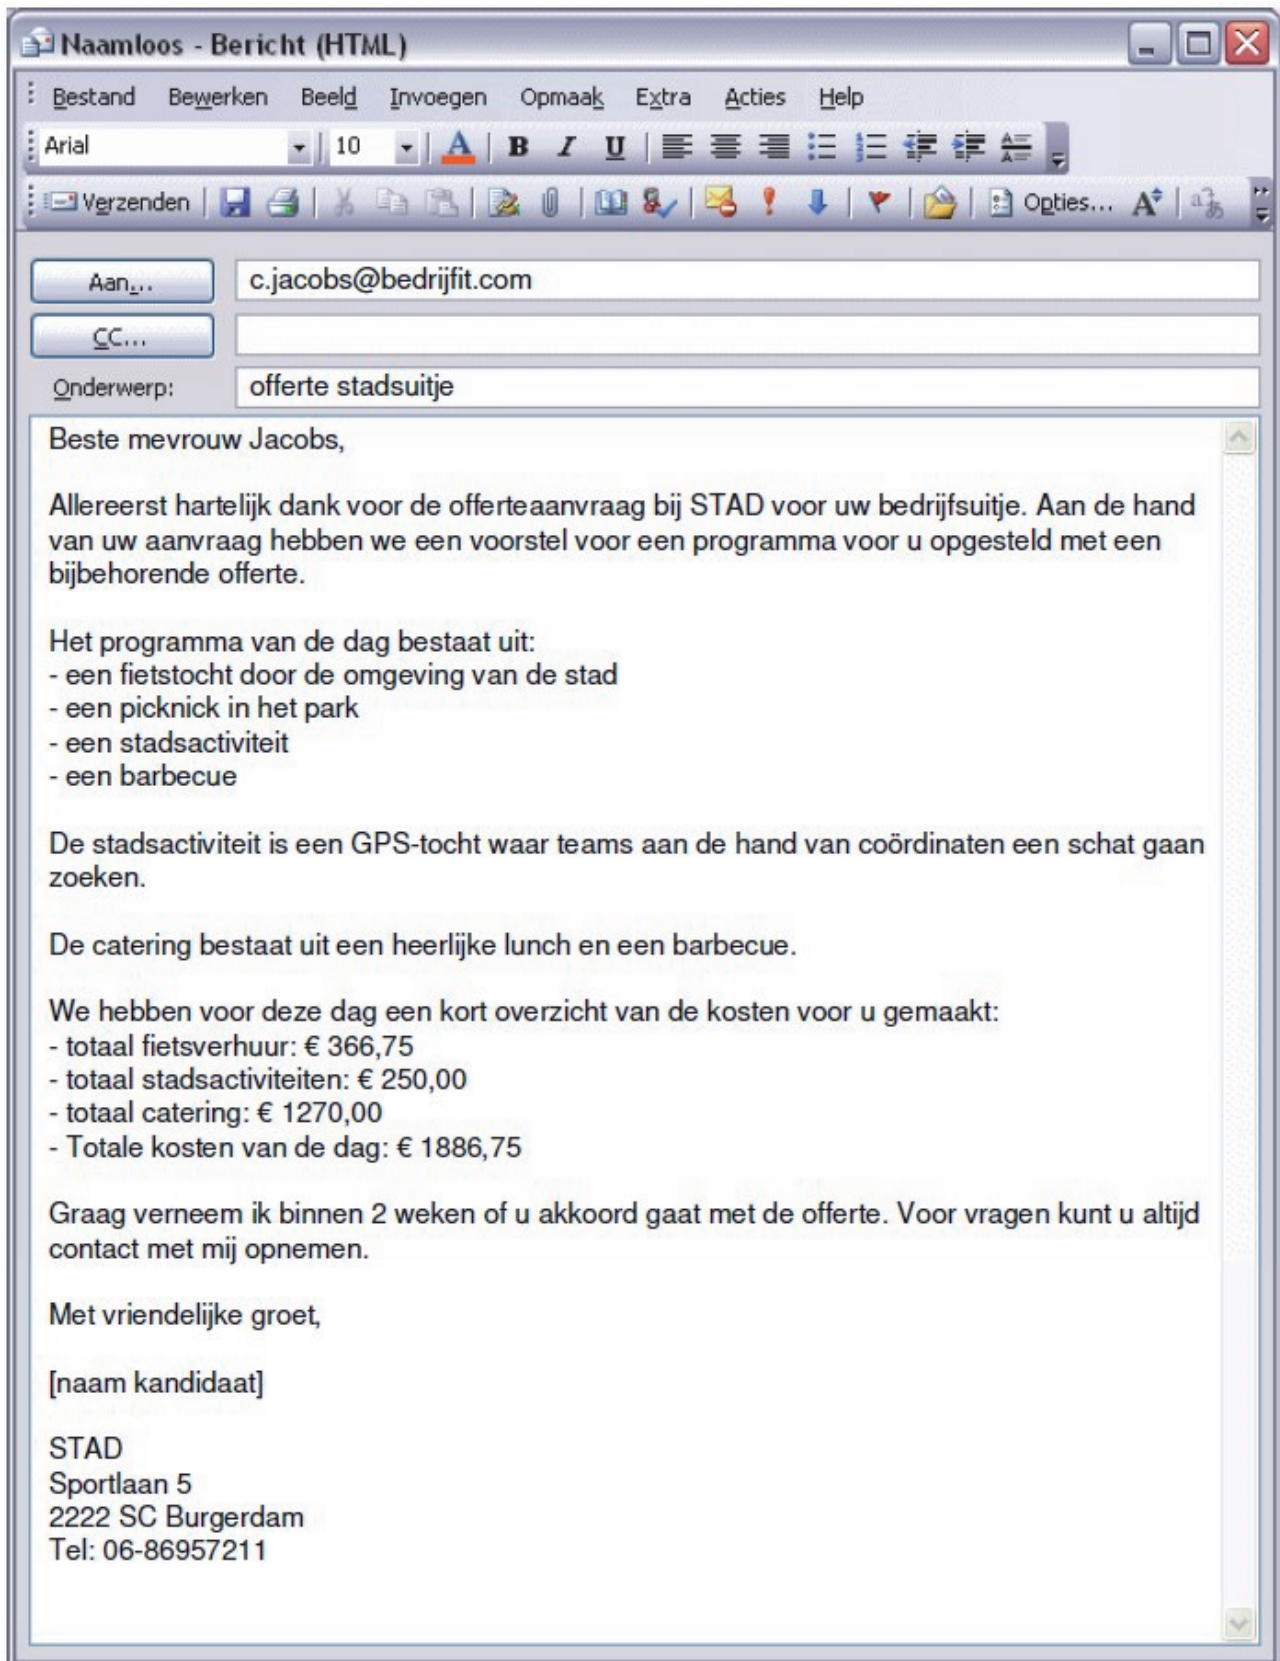 Naamloos - Bericht (HTML)
Bestand Bewerken Beeld Invoegen Opmaak Extra Acties Help
Arial 10 A B I U
Verzenden Opties...
Aan... c.jacobs@bedrijfit.com
CC...
Onderwerp: offerte stadsuitje
Beste mevrouw Jacobs,
Allereerst hartelijk dank voor de offerteaanvraag bij STAD voor uw bedrijfsuitje. Aan de hand
van uw aanvraag hebben we een voorstel voor een programma voor u opgesteld met een
bijbehorende offerte.
Het programma van de dag bestaat uit:
- een fietstocht door de omgeving van de stad
- een picknick in het park
- een stadsactiviteit
- een barbecue
De stadsactiviteit is een GPS-tocht waar teams aan de hand van coördinaten een schat gaan
zoeken.
De catering bestaat uit een heerlijke lunch en een barbecue.
We hebben voor deze dag een kort overzicht van de kosten voor u gemaakt:
- totaal fietsverhuur: € 366,75
- totaal stadsactiviteiten: € 250,00
- totaal catering: € 1270,00
- Totale kosten van de dag: € 1886,75
Graag verneem ik binnen 2 weken of u akkoord gaat met de offerte. Voor vragen kunt u altijd
contact met mij opnemen.
Met vriendelijke groet,
[naam kandidaat]
STAD
Sportlaan 5
2222 SC Burgerdam
Tel: 06-86957211